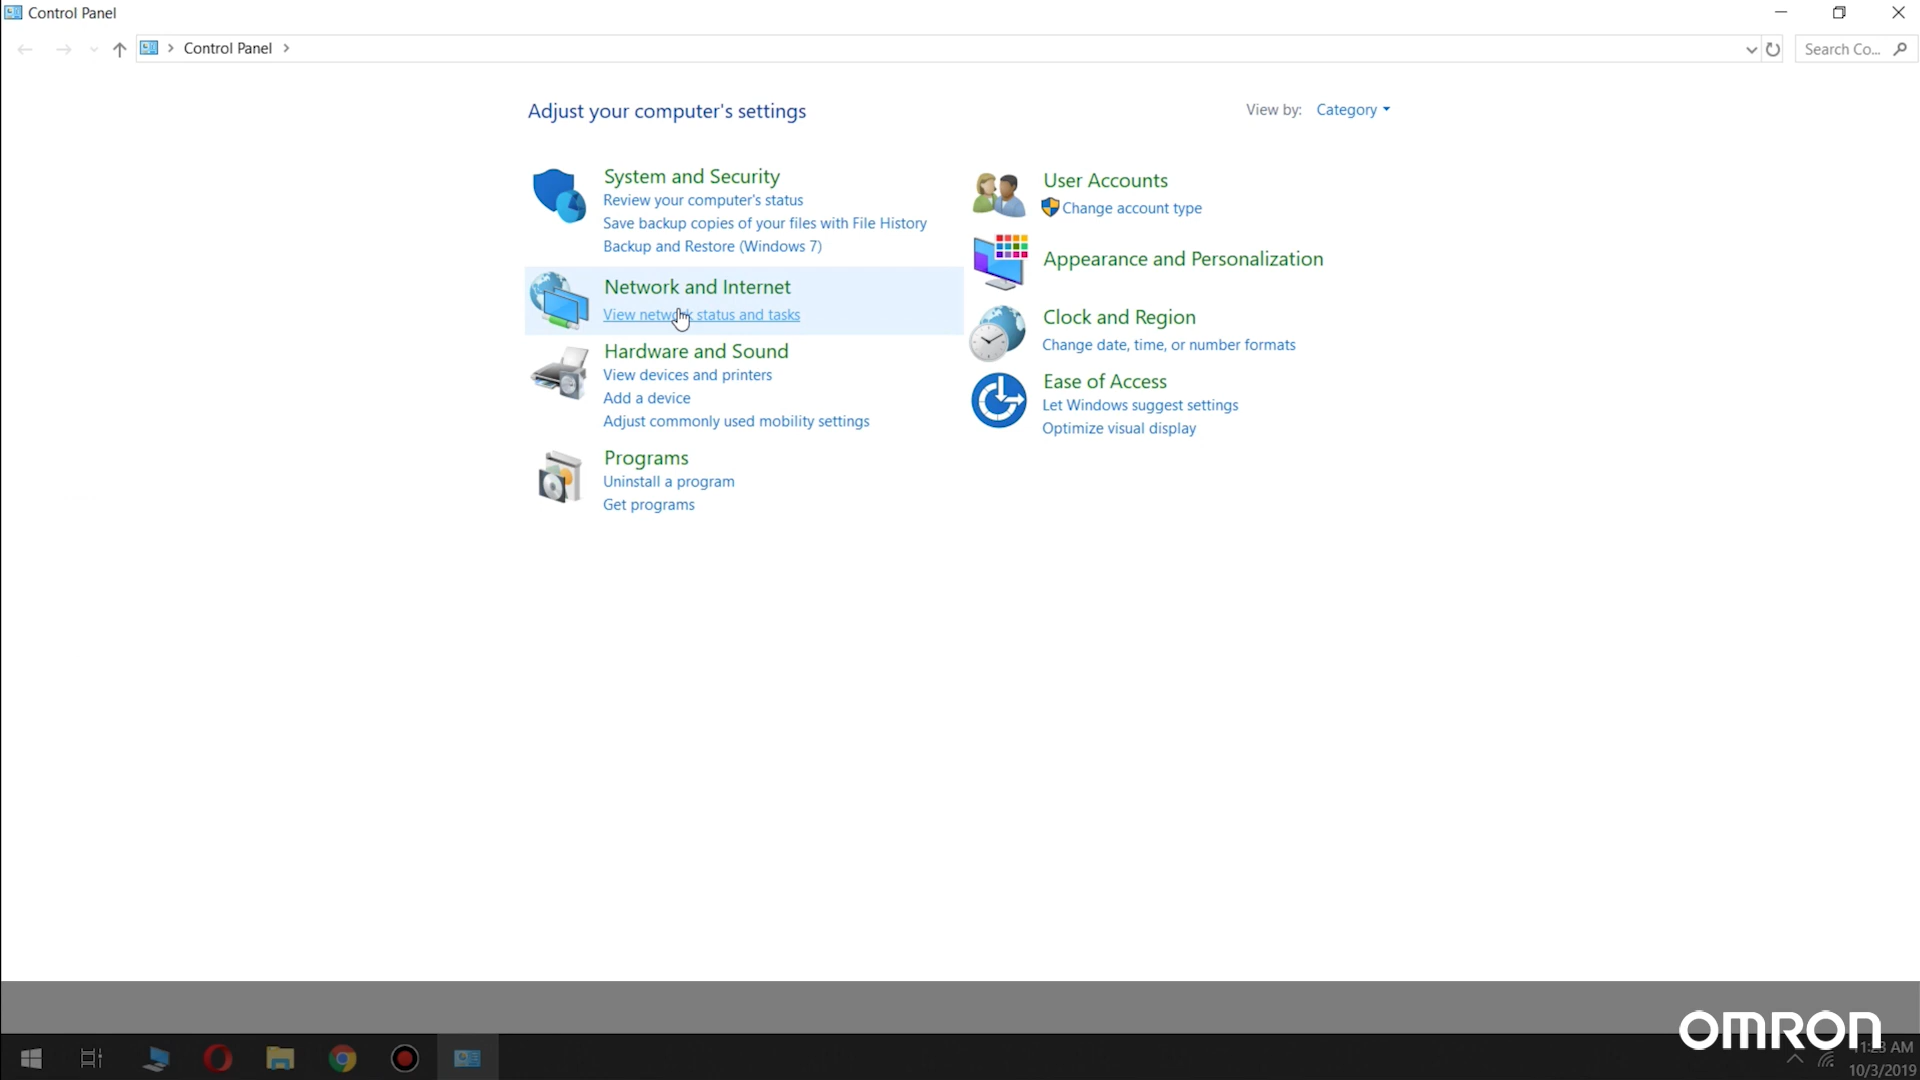 Control Panel
Control Panel
Search Co...
Adjust your computer's settings
View by: Category
System and Security
Review your computer's status
Save backup copies of your files with File History
Backup and Restore (Windows 7)
Network and Internet
View network status and tasks
Hardware and Sound
View devices and printers
Add a device
Adjust commonly used mobility settings
Programs
Uninstall a program
Get programs
User Accounts
Change account type
Appearance and Personalization
Clock and Region
Change date, time, or number formats
Ease of Access
Let Windows suggest settings
Optimize visual display
OMRON
11:23 AM
10/3/2019